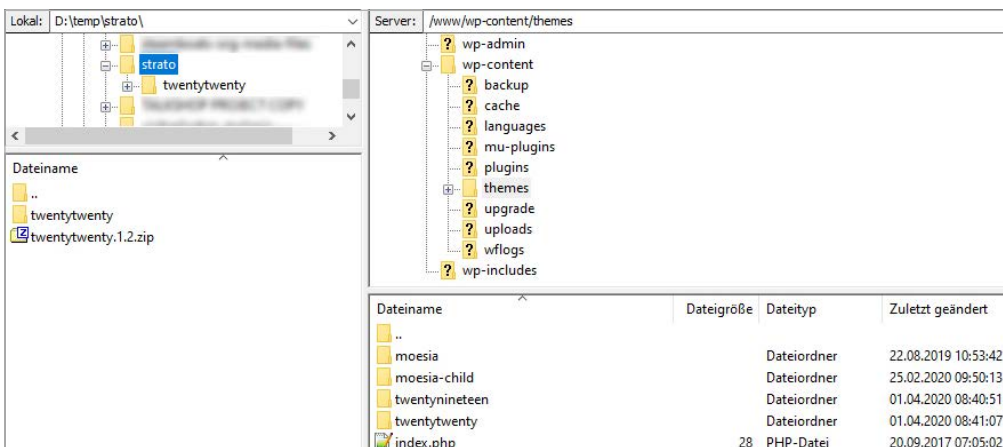 Lokal: D:\temp\strato\
strato
twentytwenty
Dateiname
..
twentytwenty
twentytwenty.1.2.zip
Server: /www/wp-content/themes
wp-admin
wp-content
backup
cache
languages
mu-plugins
plugins
themes
upgrade
uploads
wflogs
wp-includes
Dateiname Dateigröße Dateityp Zuletzt geändert
..
moesia Dateiordner 22.08.2019 10:53:42
moesia-child Dateiordner 25.02.2020 09:50:13
twentynineteen Dateiordner 01.04.2020 08:40:51
twentytwenty Dateiordner 01.04.2020 08:41:07
index.php 28 PHP-Datei 20.09.2017 07:05:02